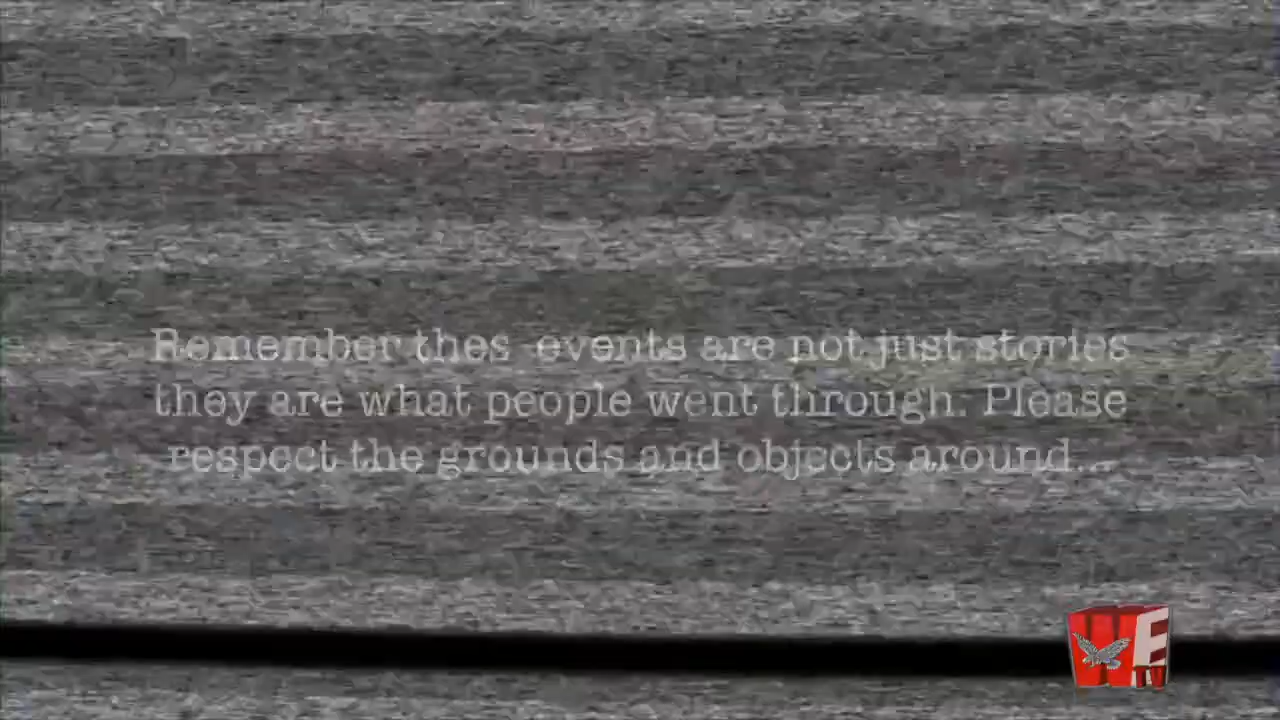 Remember thes events are not just stories
they are what people went through. Please
respect the grounds and objects around...
E
TV